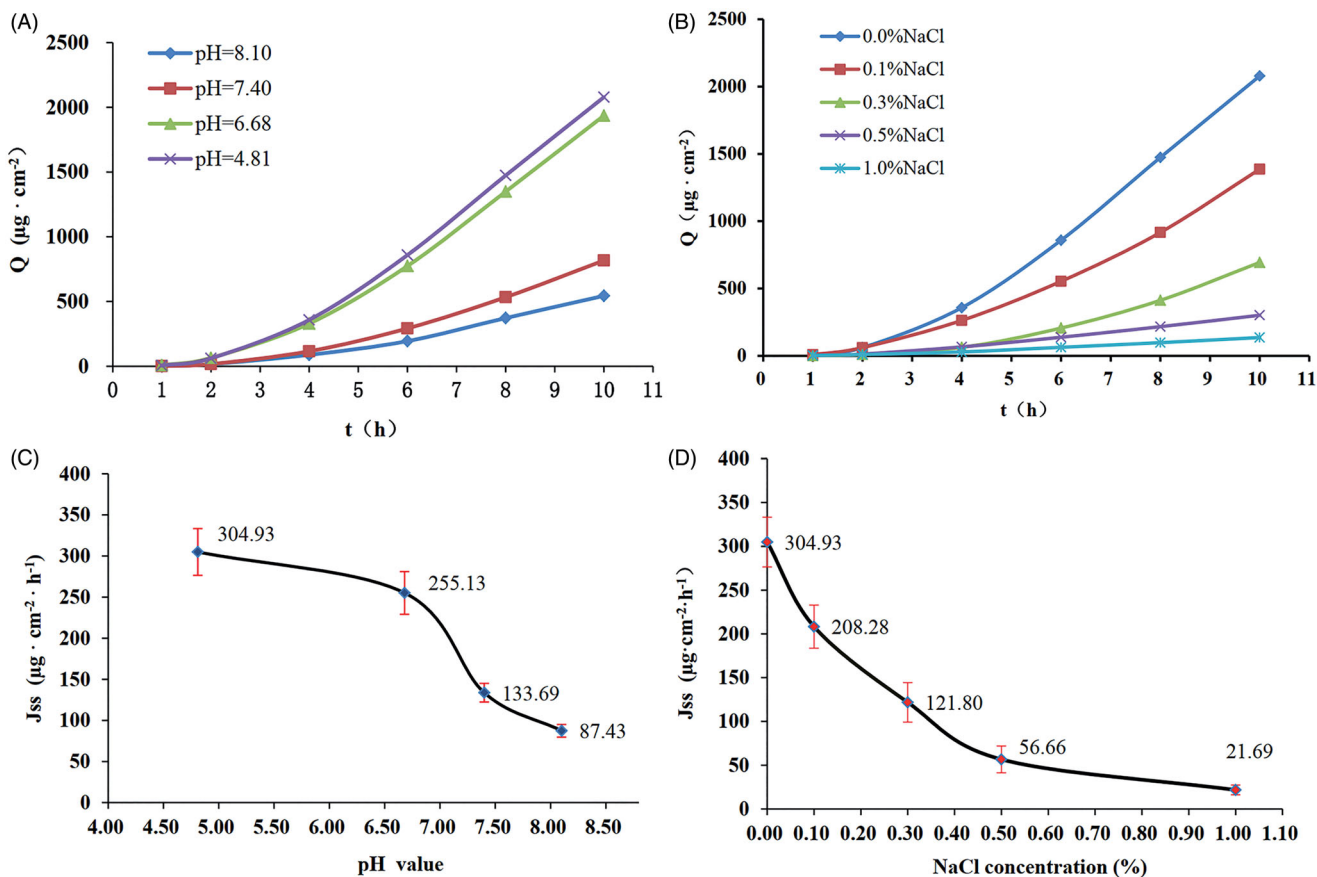 (A)
2500
2000
1500
1000
500
0
Q (µg · cm⁻²)
pH=8.10
pH=7.40
pH=6.68
pH=4.81
0 1 2 3 4 5 6 7 8 9 10 11
t（h）
(B)
2500
2000
1500
1000
500
0
Q（µg · cm⁻²)
0.0%NaCl
0.1%NaCl
0.3%NaCl
0.5%NaCl
1.0%NaCl
0 1 2 3 4 5 6 7 8 9 10 11
t（h）
(C)
400
350
300
250
200
150
100
50
0
Jss (µg · cm⁻² · h⁻¹)
304.93
255.13
133.69
87.43
4.00 4.50 5.00 5.50 6.00 6.50 7.00 7.50 8.00 8.50
pH value
(D)
400
350
300
250
200
150
100
50
0
Jss (µg·cm⁻²·h⁻¹)
304.93
208.28
121.80
56.66
21.69
0.00 0.10 0.20 0.30 0.40 0.50 0.60 0.70 0.80 0.90 1.00 1.10
NaCl concentration (%)